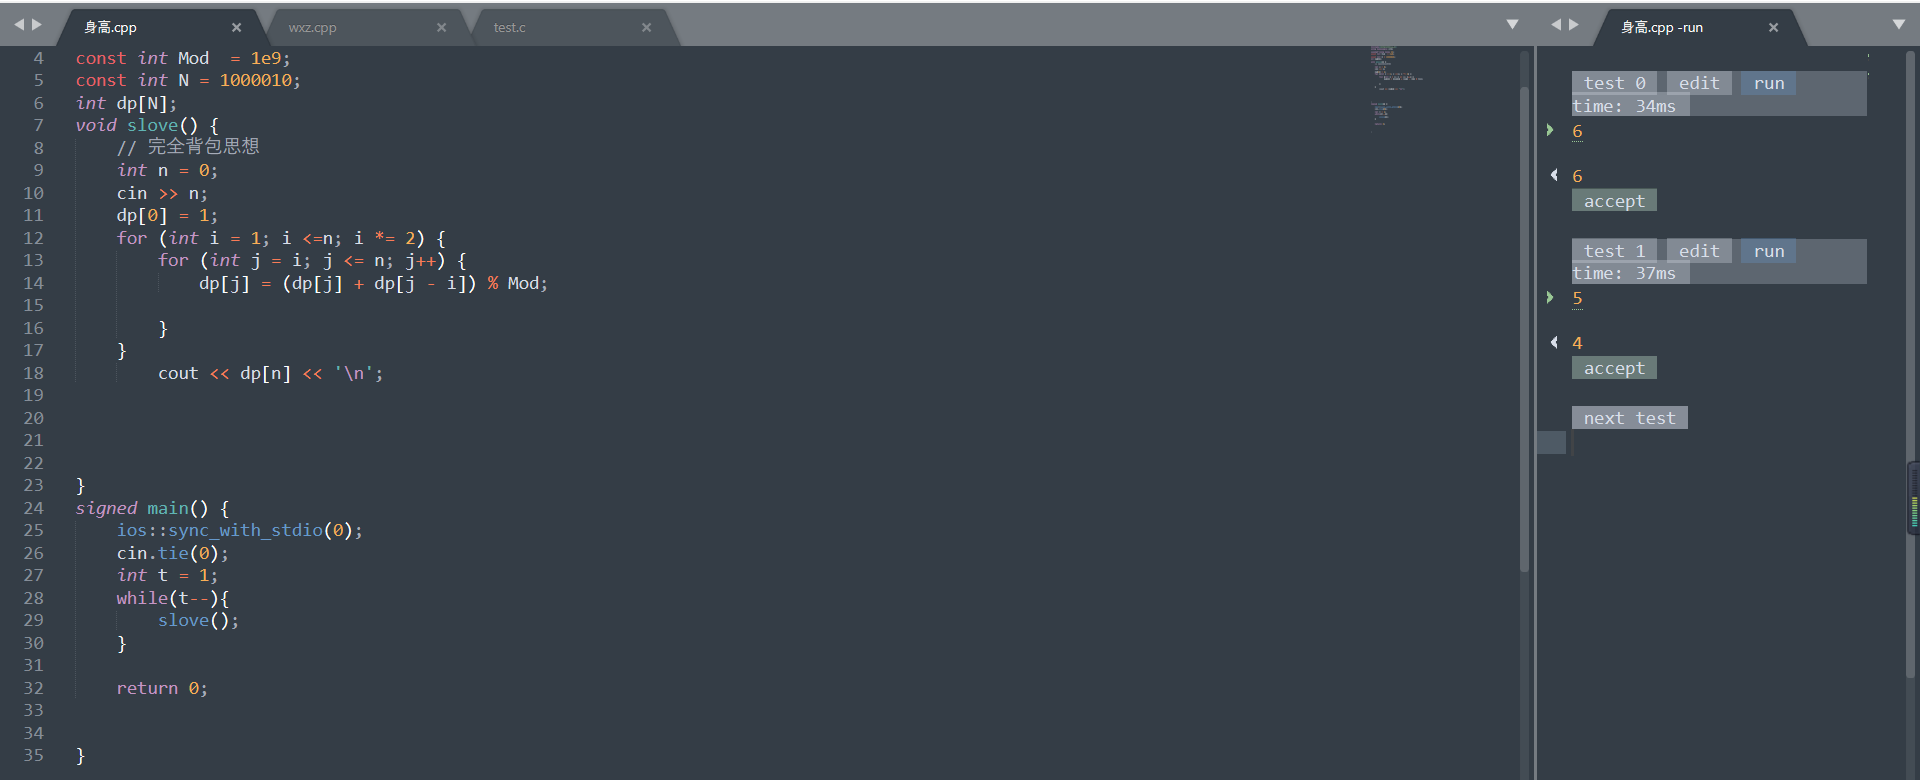 身高.cpp
wxz.cpp
test.c
身高.cpp -run
4 const int Mod  = 1e9;
5 const int N = 1000010;
6 int dp[N];
7 void slove() {
8     // 完全背包思想
9     int n = 0;
10     cin >> n;
11     dp[0] = 1;
12     for (int i = 1; i <=n; i *= 2) {
13         for (int j = i; j <= n; j++) {
14             dp[j] = (dp[j] + dp[j - i]) % Mod;
15
16         }
17     }
18         cout << dp[n] << '\n';
19
20
21
22
23 }
24 signed main() {
25     ios::sync_with_stdio(0);
26     cin.tie(0);
27     int t = 1;
28     while(t--){
29         slove();
30     }
31
32     return 0;
33
34
35 }
test 0 edit run
time: 34ms
6
6
accept
test 1 edit run
time: 37ms
5
4
accept
next test